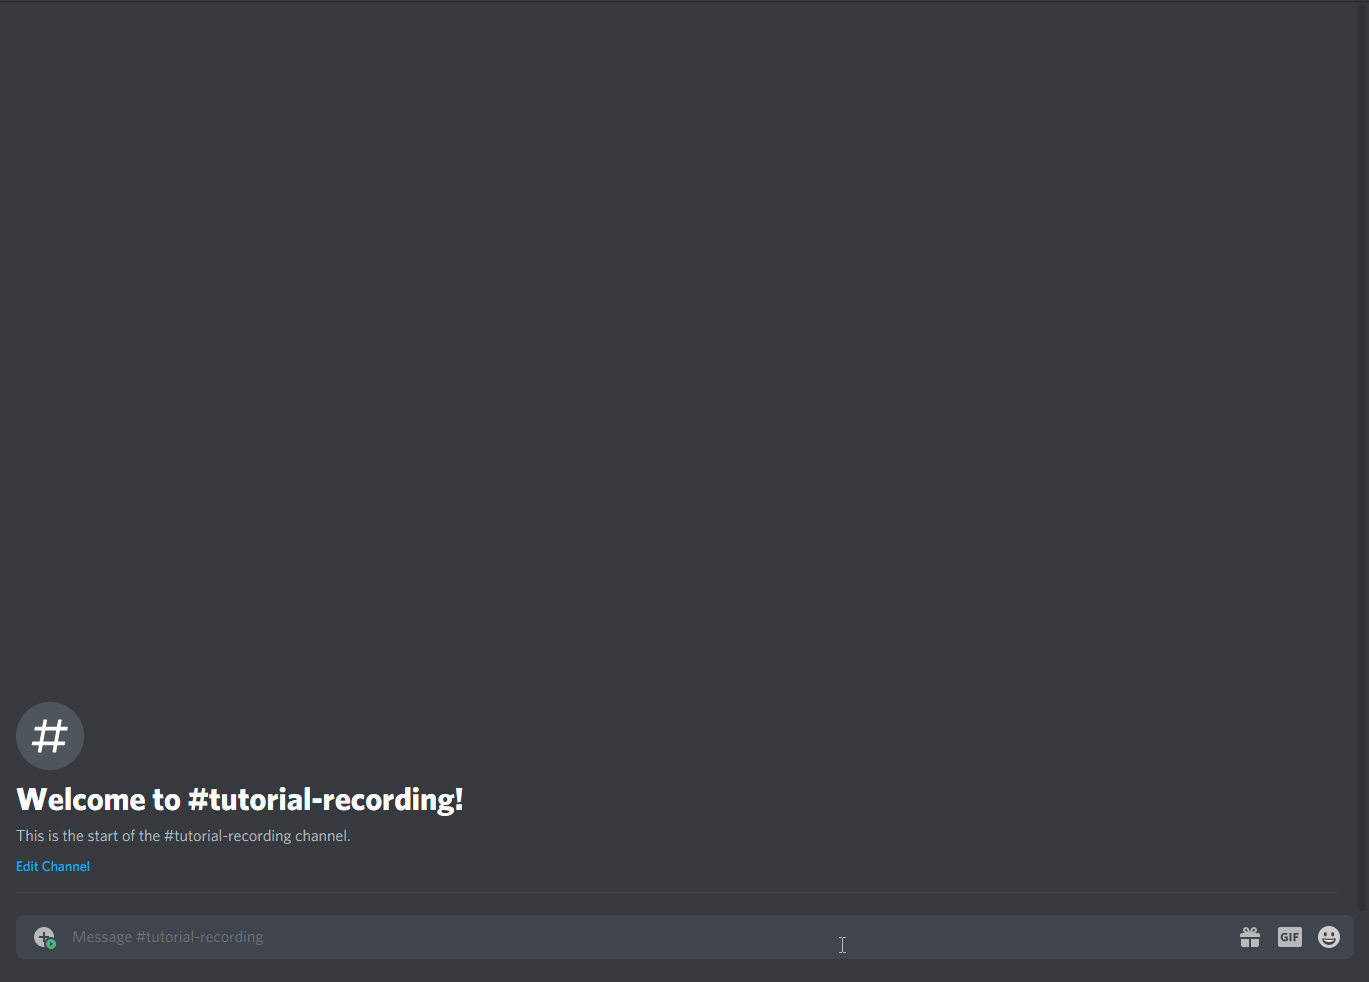 #
Welcome to #tutorial-recording!
This is the start of the #tutorial-recording channel.
Edit Channel
Message #tutorial-recording
GIF